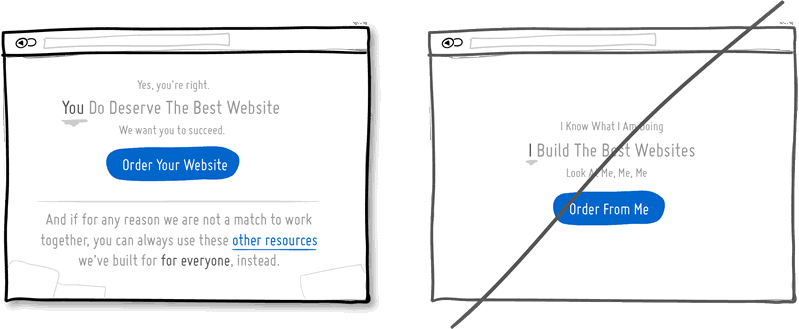 Yes, you're right.
You Do Deserve The Best Website
We want you to succeed.
Order Your Website
And if for any reason we are not a match to work
together, you can always use these other resources
we've built for for everyone, instead.
I Know What I Am Doing
I Build The Best Websites
Look At Me, Me, Me
Order From Me